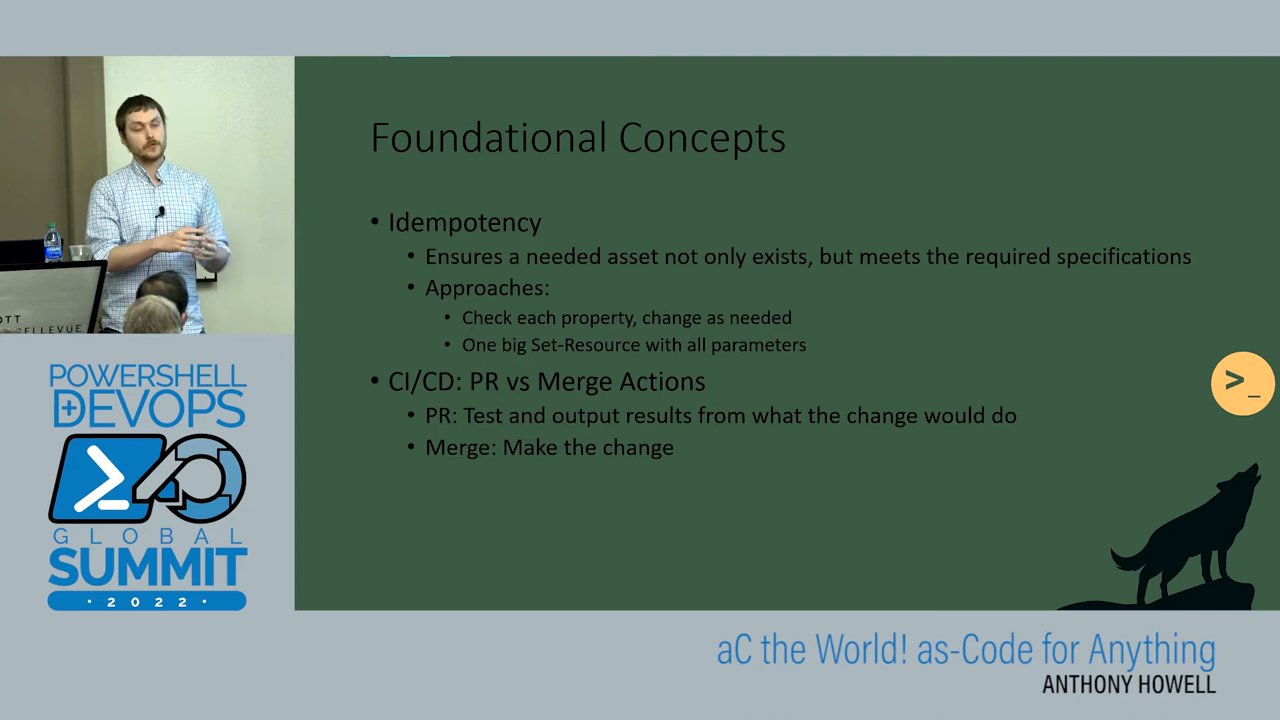 Foundational Concepts
• Idempotency
• Ensures a needed asset not only exists, but meets the required specifications
• Approaches:
• Check each property, change as needed
• One big Set-Resource with all parameters
• CI/CD: PR vs Merge Actions
• PR: Test and output results from what the change would do
• Merge: Make the change
>_
OTT
ELLEVUE
POWERSHELL
+DEVOPS
GLOBAL
SUMMIT
· 2022 ·
aC the World! as-Code for Anything
ANTHONY HOWELL